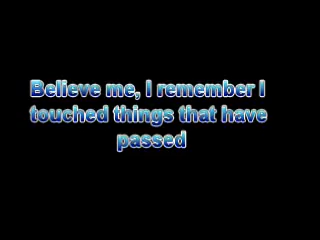 Believe me, I remember I
touched things that have
passed